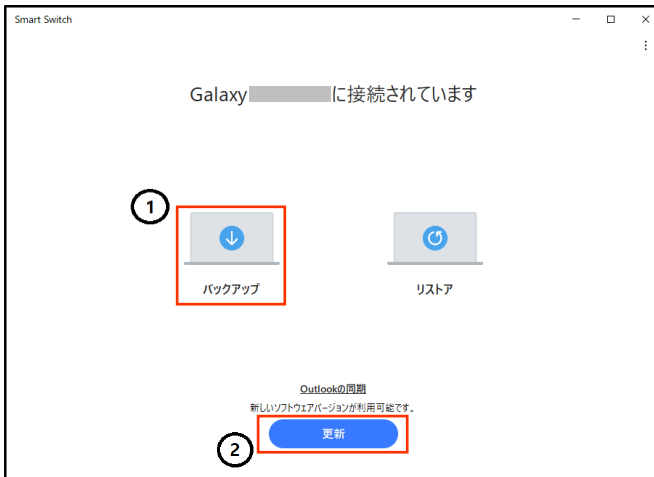 Smart Switch
Galaxy に接続されています
1
バックアップ
リストア
Outlookの同期
新しいソフトウェアバージョンが利用可能です。
更新
2